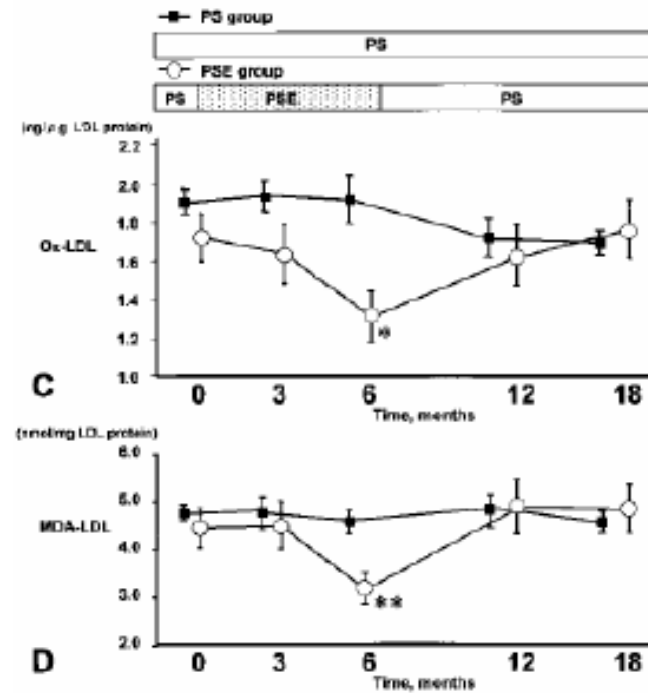 PS group
PS
PSE group
PS PSE PS
(ng/µg LDL protein)
2.2
2.0
1.8
Ox-LDL
1.6
1.4
1.2
*
C
1.0
0 3 6 12 18
Time, months
(nmol/mg LDL protein)
6.0
5.0
MDA-LDL
4.0
3.0
**
D
2.0
0 3 6 12 18
Time, months